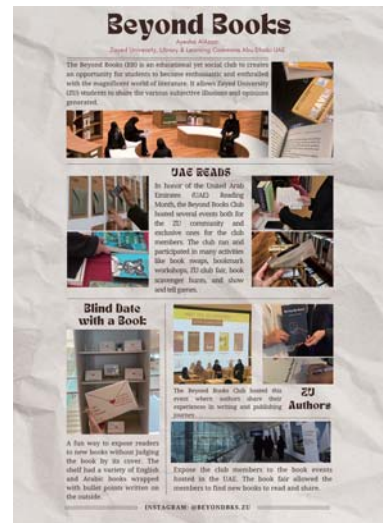 Beyond Books
Zayed University, Library & Learning Commons Abu Dhabi UAE
The Beyond Books (BB) is an educational yet social club to creates
an opportunity for students to become enthusiastic and enthralled
with the magnificent world of literature. It allows Zayed University
(ZU) students to share the various subjective illusions and opinions
generated.
UAE READS
In honor of the United Arab
Emirates (UAE) Reading
Month, the Beyond Books Club
hosted several events both for
the ZU community and
exclusive ones for the club
members. The club ran and
participated in many activities
like book swaps, bookmark
workshops, ZU club fair, book
scavenger hunts, and show
and tell games.
Blind Date
with a Book
A fun way to expose readers
to new books without judging
the book by its cover. The
shelf had a variety of English
and Arabic books wrapped
with bullet points written on
the outside.
The Beyond Books Club hosted this
event where authors share their
experiences in writing and publishing
journey.
ZU
Authors
Expose the club members to the book events
hosted in the UAE. The book fair allowed the
members to find new books to read and share.
INSTAGRAM: @BEYONDBKS.ZU